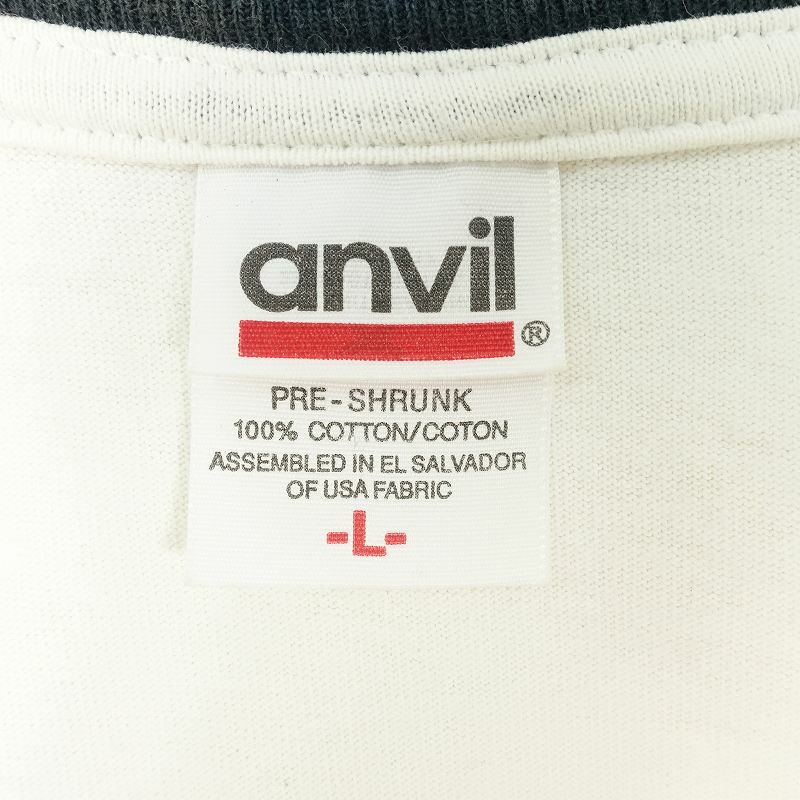 anvil
®
PRE-SHRUNK
100% COTTON/COTON
ASSEMBLED IN EL SALVADOR
OF USA FABRIC
-L-